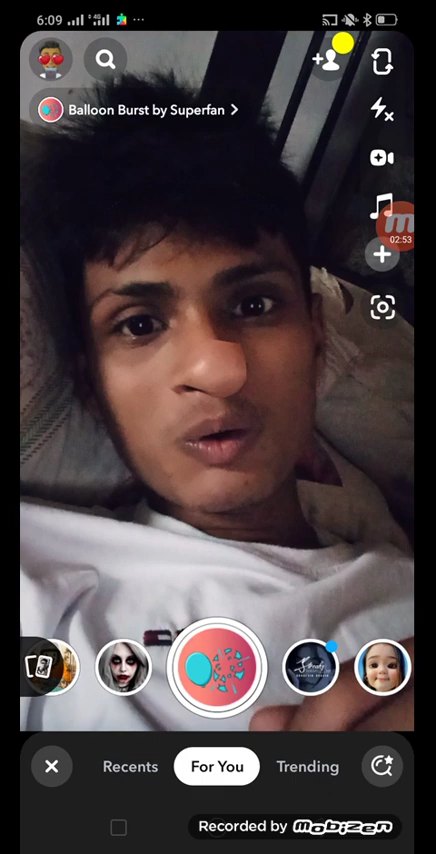 6:09
Balloon Burst by Superfan
02:53
Recents
For You
Trending
Recorded by mobizen